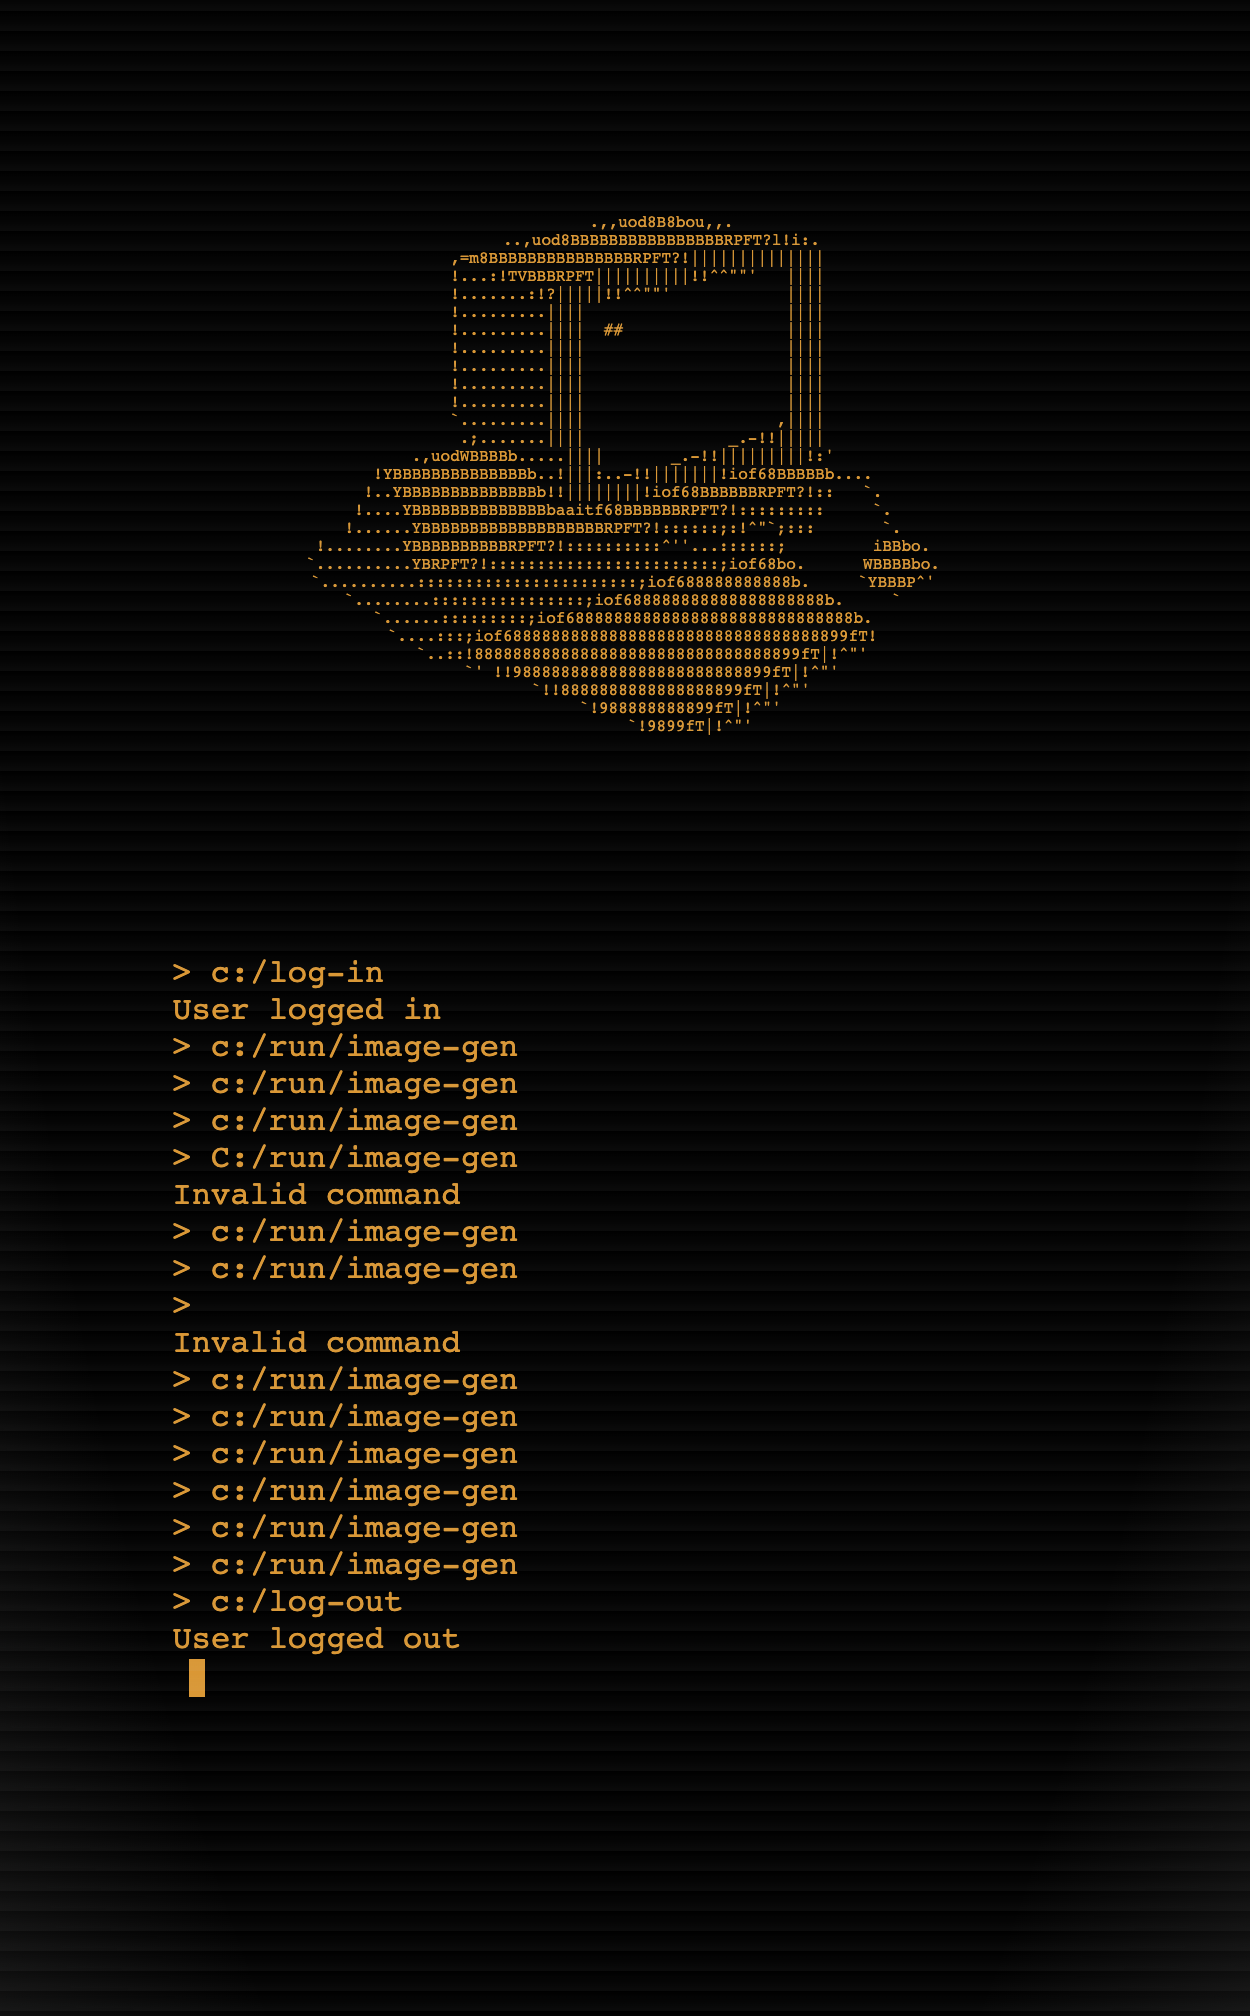 .,,uod8B8bou,,.
..,uod8BBBBBBBBBBBBBBBBRPFT?l!i:.
,=m8BBBBBBBBBBBBBBBRPFT?!||||||||||||||
!...:!TVBBBRPFT||||||||||!!^^""'   ||||
!.......:!?|||||!!^^""'            ||||
!.........||||                     ||||
!.........||||  ##                 ||||
!.........||||                     ||||
!.........||||                     ||||
!.........||||                     ||||
!.........||||                     ||||
`.........||||                    ,||||
.;.......||||               _.-!!|||||
.,uodWBBBBb.....||||       _.-!!|||||||||!:'
!YBBBBBBBBBBBBBBb..!|||:..-!!|||||||!iof68BBBBBb....
!..YBBBBBBBBBBBBBBb!!||||||||!iof68BBBBBBRPFT?!::   `.
!....YBBBBBBBBBBBBBBbaaitf68BBBBBBRPFT?!:::::::::     `.
!......YBBBBBBBBBBBBBBBBBBBRPFT?!::::::;:!^"`;:::       `.
!........YBBBBBBBBBBRPFT?!::::::::::^''...::::::;         iBBbo.
`..........YBRPFT?!::::::::::::::::::::::::;iof68bo.      WBBBBbo.
`..........:::::::::::::::::::::::;iof688888888888b.     `YBBBP^'
`........::::::::::::::::;iof688888888888888888888b.     `
`......:::::::::;iof688888888888888888888888888888b.
`....:::;iof688888888888888888888888888888888899fT!
`..::!8888888888888888888888888888888899fT|!^"'
`' !!9888888888888888888888888899fT|!^"'
`!!8888888888888888899fT|!^"'
`!988888888899fT|!^"'
`!9899fT|!^"'
> c:/log-in
User logged in
> c:/run/image-gen
> c:/run/image-gen
> c:/run/image-gen
> C:/run/image-gen
Invalid command
> c:/run/image-gen
> c:/run/image-gen
>
Invalid command
> c:/run/image-gen
> c:/run/image-gen
> c:/run/image-gen
> c:/run/image-gen
> c:/run/image-gen
> c:/run/image-gen
> c:/log-out
User logged out